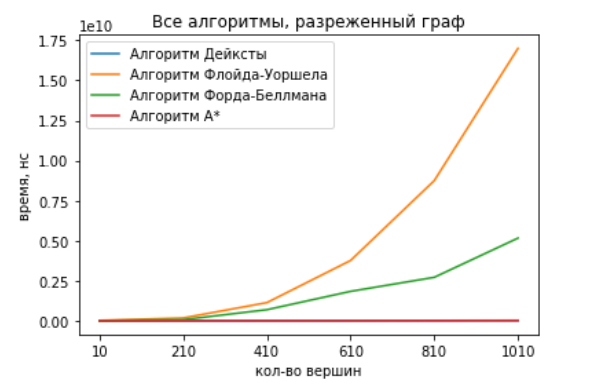 Все алгоритмы, разреженный граф
1e10
Алгоритм Дейксты
Алгоритм Флойда-Уоршела
Алгоритм Форда-Беллмана
Алгоритм А*
1.75
1.50
1.25
1.00
0.75
0.50
0.25
0.00
время, нс
10 210 410 610 810 1010
кол-во вершин